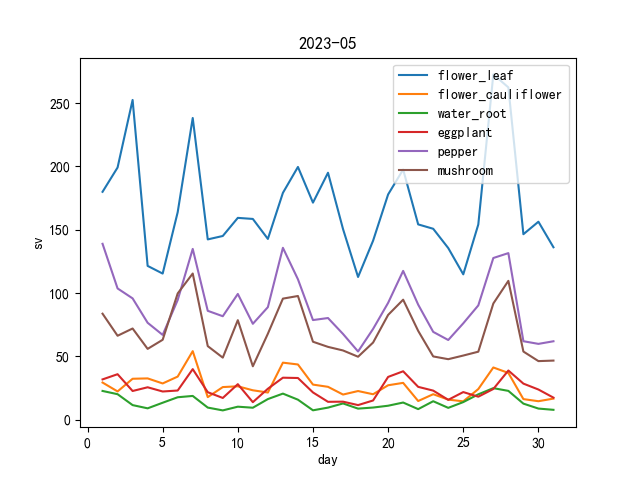 2023-05
flower_leaf
flower_cauliflower
water_root
eggplant
pepper
mushroom
250
200
150
100
50
0
sv
0 5 10 15 20 25 30
day